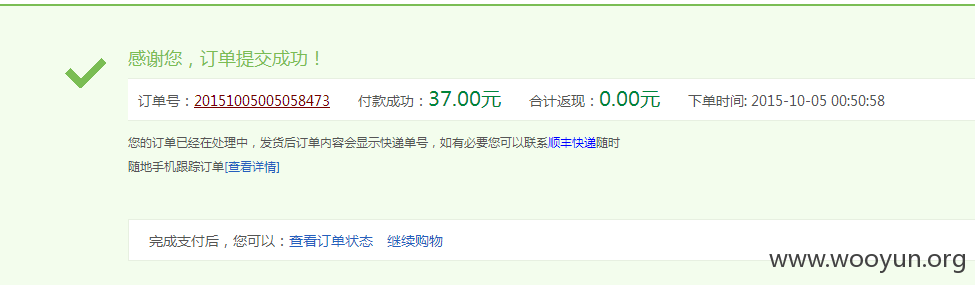 感谢您，订单提交成功！
订单号：20151005005058473 付款成功：37.00元 合计返现：0.00元 下单时间: 2015-10-05 00:50:58
您的订单已经在处理中，发货后订单内容会显示快递单号，如有必要您可以联系顺丰快递随时
随地手机跟踪订单[查看详情]
完成支付后，您可以：查看订单状态 继续购物
www.wooyun.org